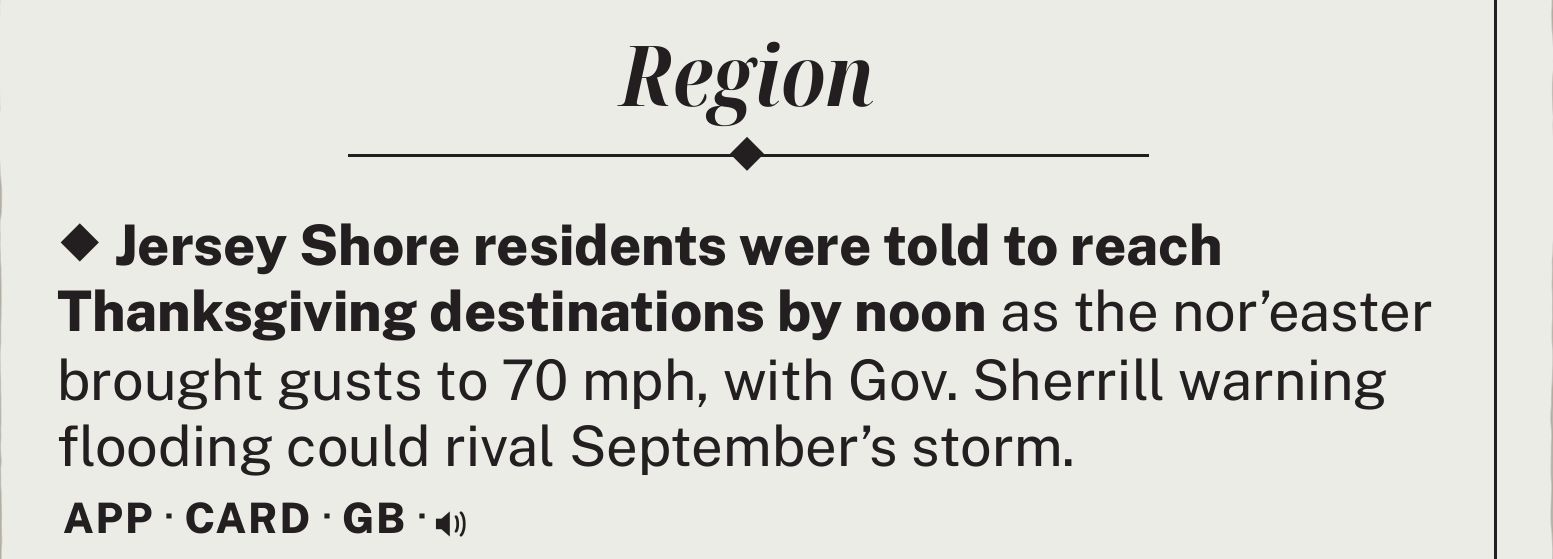 Region
◆ Jersey Shore residents were told to reach
Thanksgiving destinations by noon as the nor’easter
brought gusts to 70 mph, with Gov. Sherrill warning
flooding could rival September’s storm.
APP · CARD · GB ·